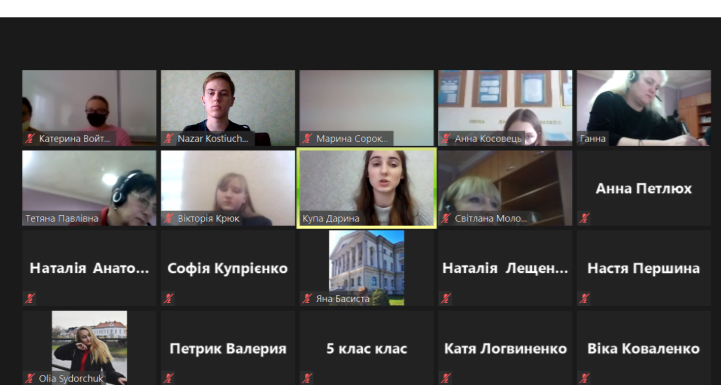 Катерина Войт...
Nazar Kostiuch...
Марина Сорок...
Анна Косовець
Ганна
Тетяна Павлівна
Вікторія Крюк
Купа Дарина
Світлана Моло...
Анна Петлюх
Наталія Анато...
Софія Купрієнко
Яна Басиста
Наталія Лещен...
Настя Першина
Olia Sydorchuk
Петрик Валерия
5 клас клас
Катя Логвиненко
Віка Коваленко